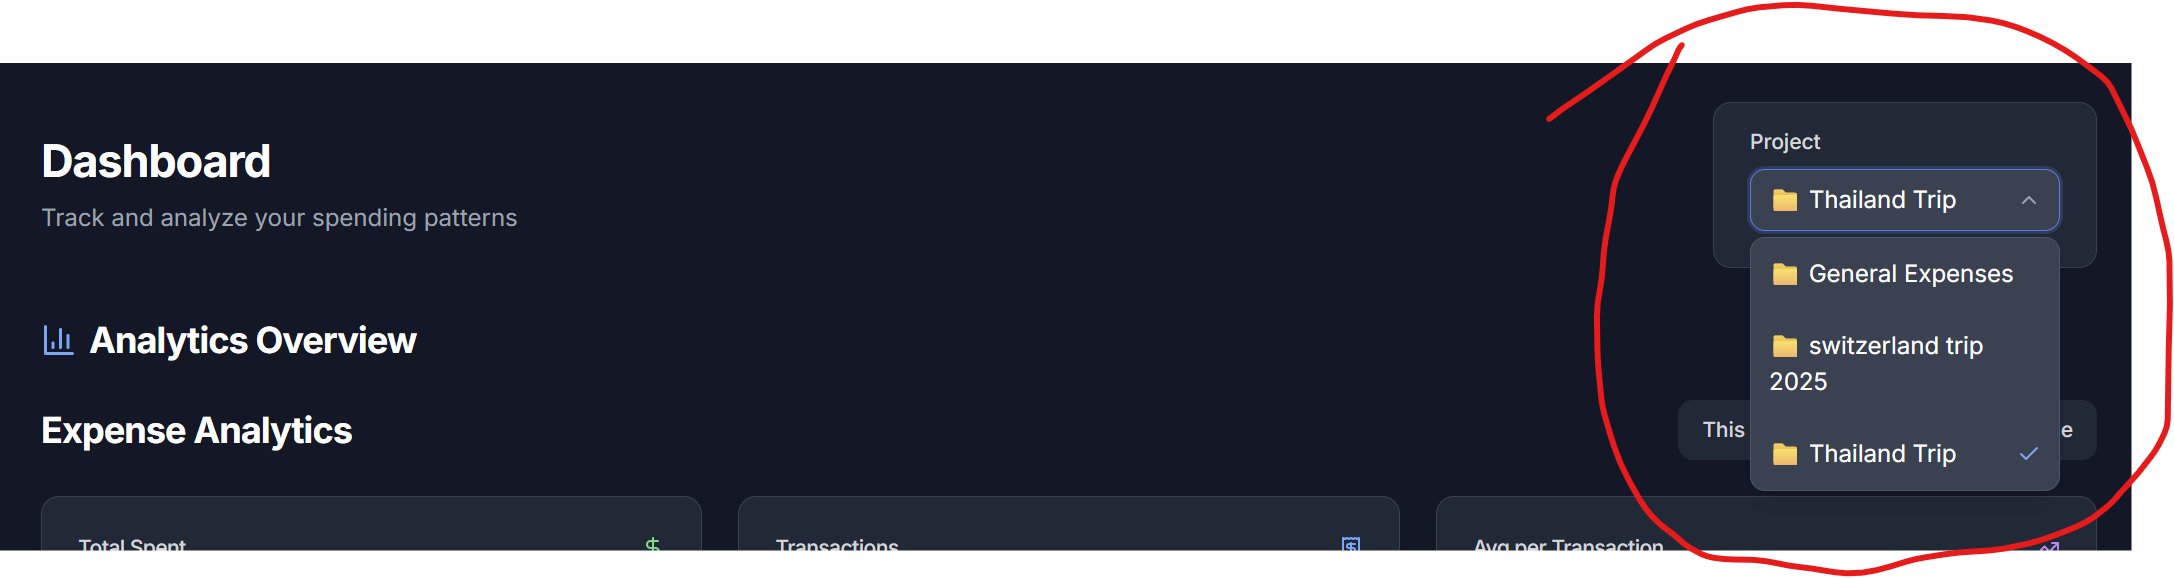 Dashboard
Track and analyze your spending patterns
Project
Thailand Trip
General Expenses
switzerland trip
2025
Thailand Trip
Analytics Overview
Expense Analytics
This
Total Spent
Transactions
Avg per Transaction